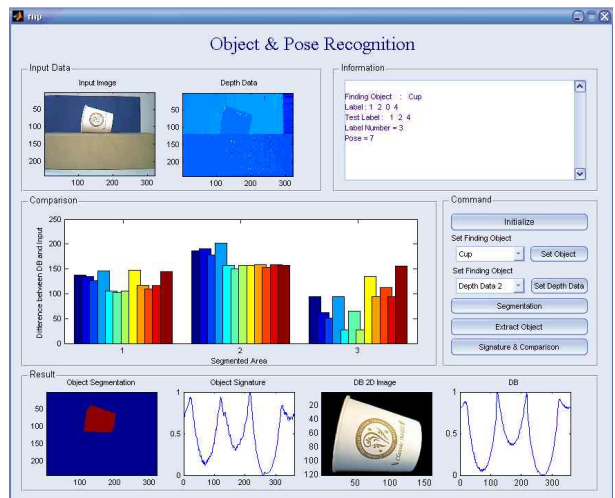 rmp
Object & Pose Recognition
Input Data
Input Image
Depth Data
50
100
150
200
100 200 300
50
100
150
200
100 200 300
Information
Finding Object : Cup
Label : 1 2 0 4
Test Label : 1 2 4
Label Number = 3
Pose = 7
Comparison
Difference between DB and Input
250
200
150
100
50
0
1 2 3
Segmented Area
Command
Initialize
Set Finding Object
Cup
Set Object
Set Finding Object
Depth Data 2
Set Depth Data
Segmentation
Extract Object
Signature & Comparison
Result
Object Segmentation
50
100
150
200
100 200 300
Object Signature
1
0.5
0
0 100 200 300
DB 2D Image
20
40
60
80
100
120
50 100 150
DB
1
0.5
0
0 100 200 300